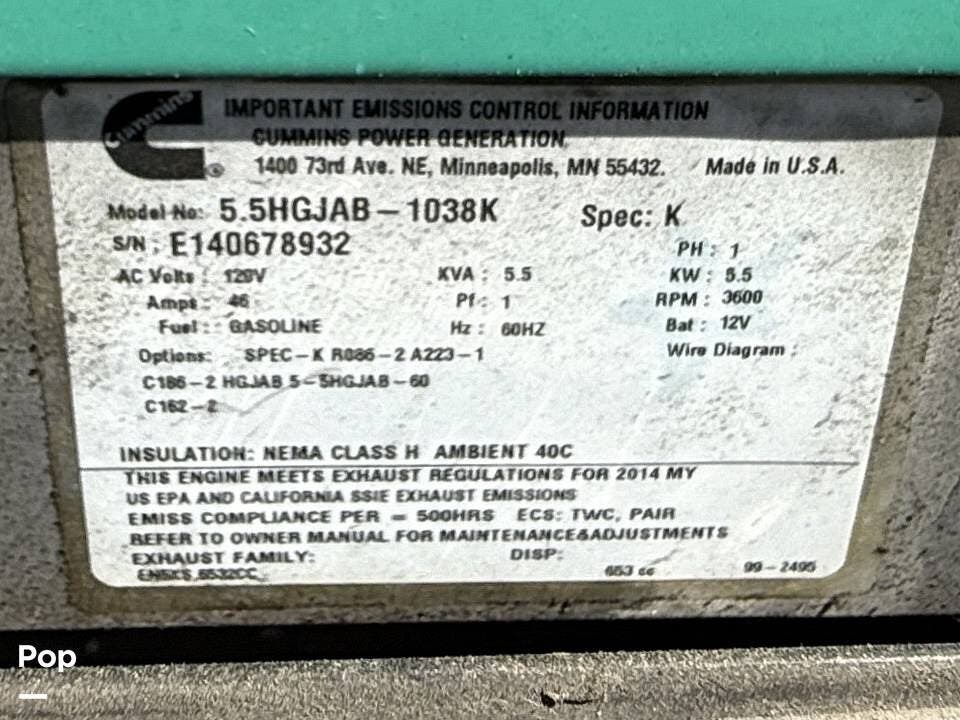 Cummins
IMPORTANT EMISSIONS CONTROL INFORMATION
CUMMINS POWER GENERATION
1400 73rd Ave. NE, Minneapolis, MN 55432. Made in U.S.A.
Model No: 5.5HGJAB-1038K Spec: K
S/N : E140678932 PH : 1
AC Volts : 120V KVA : 5.5 KW : 5.5
Amps : 46 Pf : 1 RPM : 3600
Fuel : GASOLINE Hz : 60HZ Bat : 12V
Options: SPEC-K R086-2 A223-1 Wire Diagram :
C186-2 HGJAB 5-5HGJAB-60
C162-2
INSULATION: NEMA CLASS H AMBIENT 40C
THIS ENGINE MEETS EXHAUST REGULATIONS FOR 2014 MY
US EPA AND CALIFORNIA SSIE EXHAUST EMISSIONS
EMISS COMPLIANCE PER = 500HRS ECS: TWC, PAIR
REFER TO OWNER MANUAL FOR MAINTENANCE&ADJUSTMENTS
EXHAUST FAMILY: DISP:
653 cc 99-2495
Pop